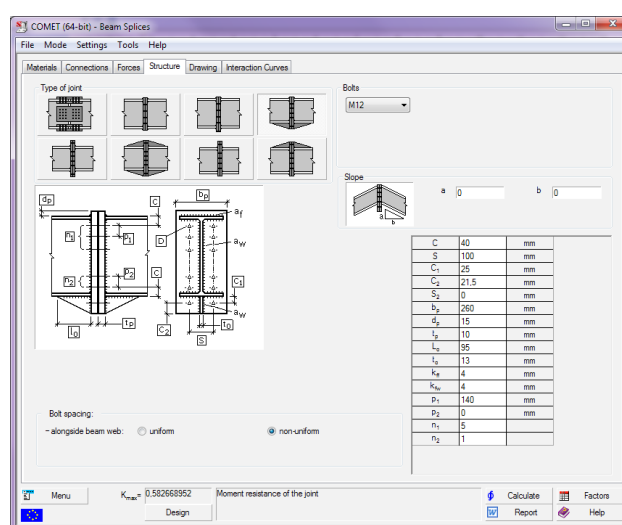 COMET (64-bit) - Beam Splices
File Mode Settings Tools Help
Materials Connections Forces Structure Drawing Interaction Curves
Type of joint
Bolts
M12
Slope
a
b
a 0 b 0
dp C bp af
n1 p1 D aw
n2 p2 C C1
aw
lo tp C2 to
S
C 40 mm
S 100 mm
C1 25 mm
C2 21,5 mm
S2 0 mm
bp 260 mm
dp 15 mm
tp 10 mm
Lo 95 mm
to 13 mm
kff 4 mm
kfw 4 mm
p1 140 mm
p2 0 mm
n1 5
n2 1
Bolt spacing:
- alongside beam web: uniform non-uniform
Menu Kmax= 0,582668952 Moment resistance of the joint Calculate Factors
Design Report Help